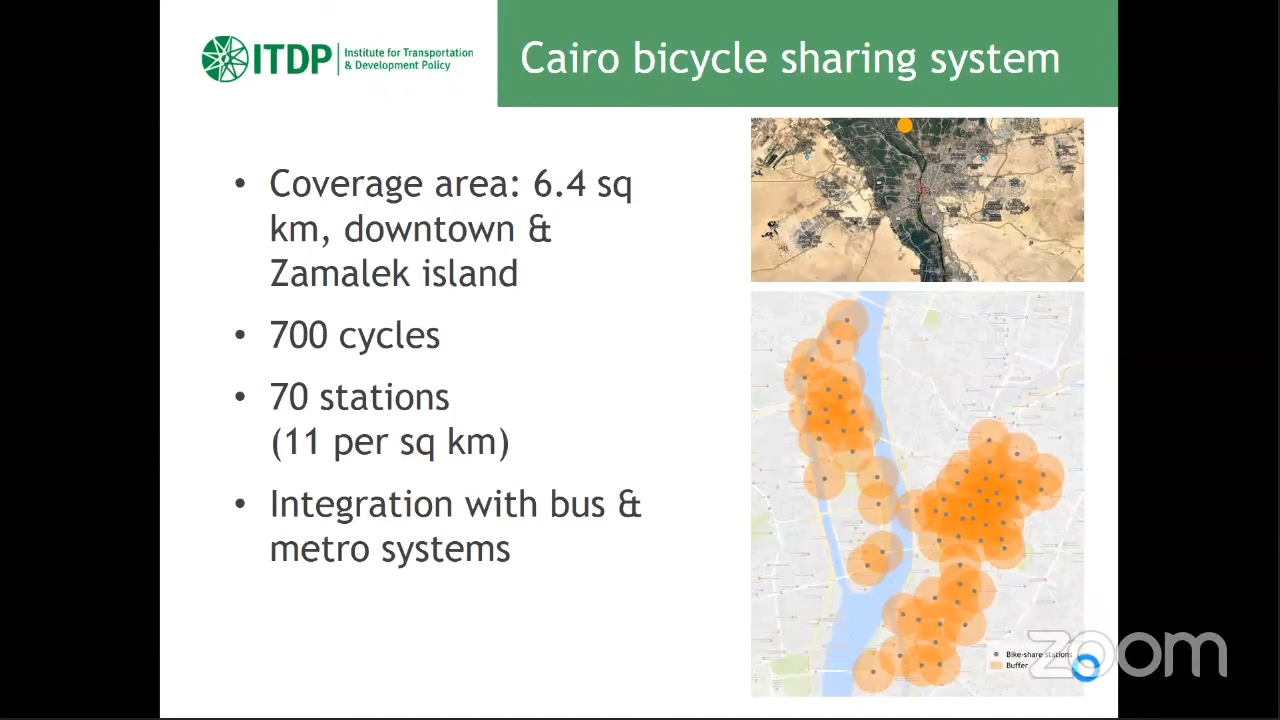 ITDP
Institute for Transportation
& Development Policy
Cairo bicycle sharing system
• Coverage area: 6.4 sq
km, downtown &
Zamalek island
• 700 cycles
• 70 stations
(11 per sq km)
• Integration with bus &
metro systems
Bike-share stations
Buffer
zoom